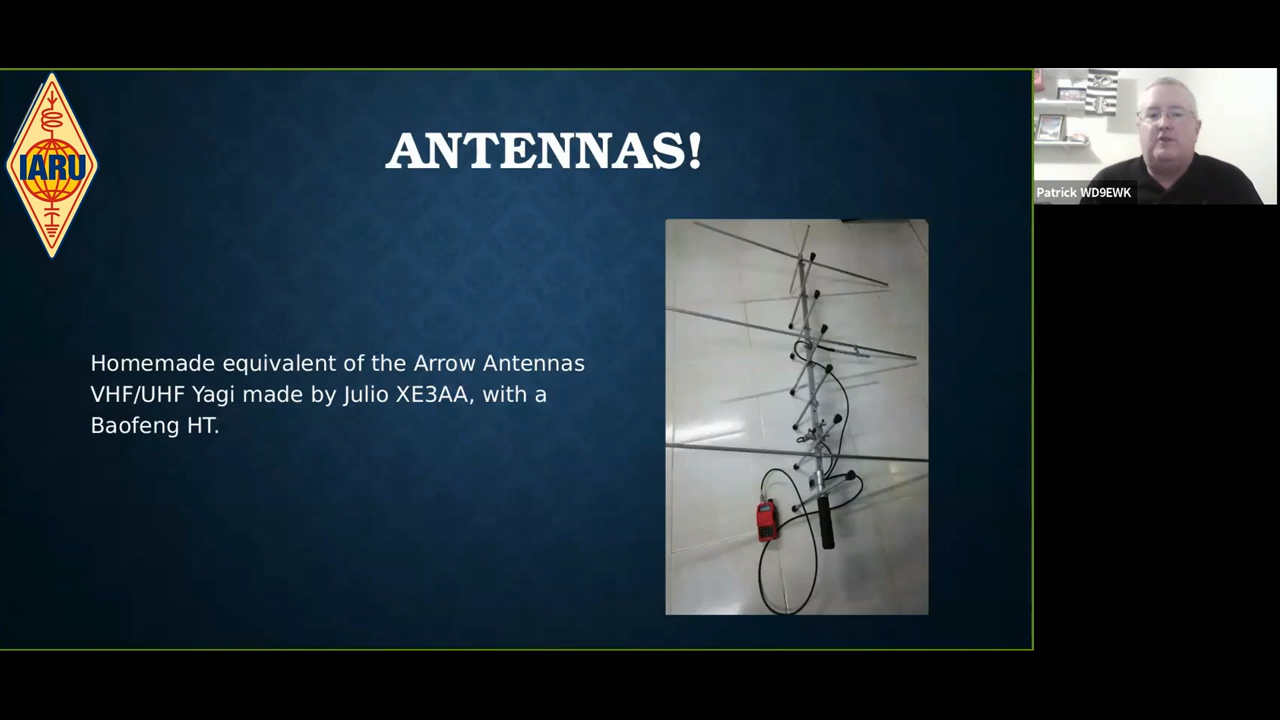 IARU
ANTENNAS!
Homemade equivalent of the Arrow Antennas
VHF/UHF Yagi made by Julio XE3AA, with a
Baofeng HT.
Patrick WD9EWK